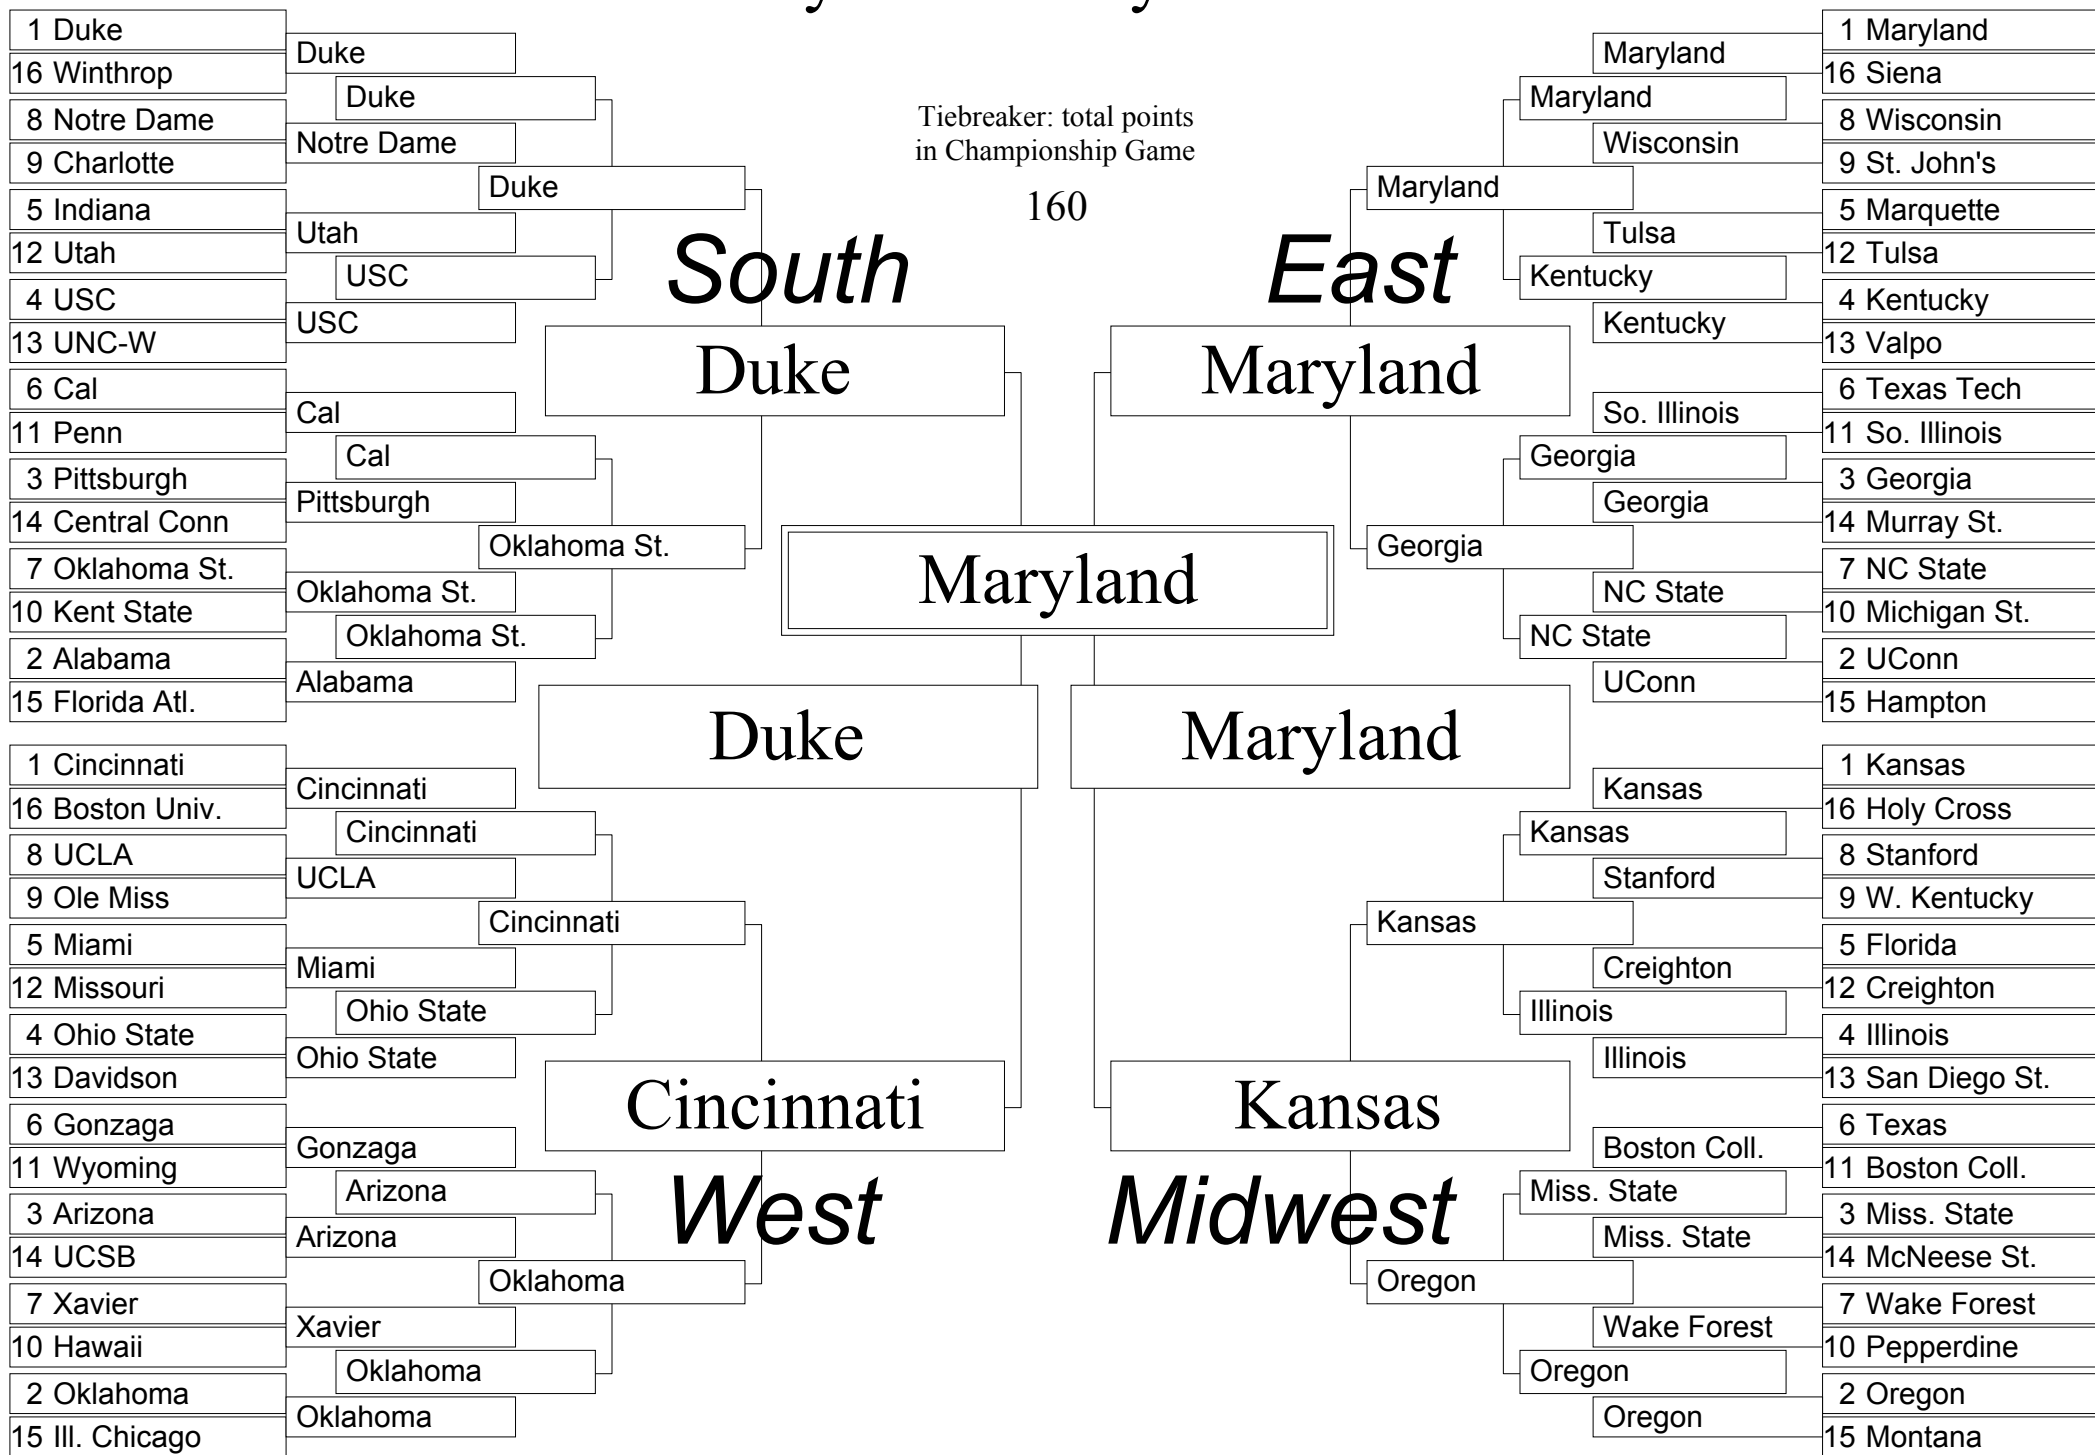 1 Duke
16 Winthrop
8 Notre Dame
9 Charlotte
5 Indiana
12 Utah
4 USC
13 UNC-W
6 Cal
11 Penn
3 Pittsburgh
14 Central Conn
7 Oklahoma St.
10 Kent State
2 Alabama
15 Florida Atl.
Duke
Notre Dame
Utah
USC
Cal
Pittsburgh
Oklahoma St.
Alabama
Duke
USC
Cal
Oklahoma St.
Duke
Oklahoma St.
South
Duke
1 Cincinnati
16 Boston Univ.
8 UCLA
9 Ole Miss
5 Miami
12 Missouri
4 Ohio State
13 Davidson
6 Gonzaga
11 Wyoming
3 Arizona
14 UCSB
7 Xavier
10 Hawaii
2 Oklahoma
15 Ill. Chicago
Cincinnati
UCLA
Miami
Ohio State
Gonzaga
Arizona
Xavier
Oklahoma
Cincinnati
Ohio State
Arizona
Oklahoma
Cincinnati
Oklahoma
Cincinnati
West
Tiebreaker: total points
in Championship Game
160
Maryland
Duke
Maryland
East
Maryland
Maryland
Georgia
Maryland
Kentucky
Georgia
NC State
Maryland
Wisconsin
Tulsa
Kentucky
So. Illinois
Georgia
NC State
UConn
1 Maryland
16 Siena
8 Wisconsin
9 St. John's
5 Marquette
12 Tulsa
4 Kentucky
13 Valpo
6 Texas Tech
11 So. Illinois
3 Georgia
14 Murray St.
7 NC State
10 Michigan St.
2 UConn
15 Hampton
Kansas
Midwest
Kansas
Oregon
Kansas
Illinois
Miss. State
Oregon
Kansas
Stanford
Creighton
Illinois
Boston Coll.
Miss. State
Wake Forest
Oregon
1 Kansas
16 Holy Cross
8 Stanford
9 W. Kentucky
5 Florida
12 Creighton
4 Illinois
13 San Diego St.
6 Texas
11 Boston Coll.
3 Miss. State
14 McNeese St.
7 Wake Forest
10 Pepperdine
2 Oregon
15 Montana